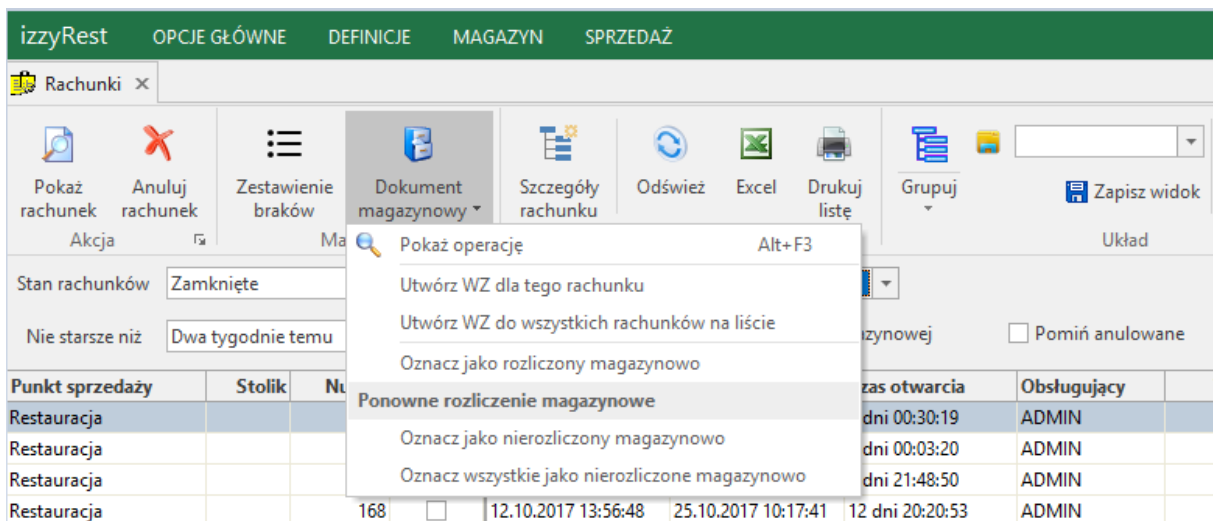 izzyRest OPCJE GŁÓWNE DEFINICJE MAGAZYN SPRZEDAŻ
Rachunki
Pokaż rachunek
Anuluj rachunek
Zestawienie braków
Dokument magazynowy
Szczegóły rachunku
Odśwież
Excel
Drukuj listę
Grupuj
Zapisz widok
Akcja
Ma
Układ
Pokaż operację Alt+F3
Utwórz WZ dla tego rachunku
Utwórz WZ do wszystkich rachunków na liście
Oznacz jako rozliczony magazynowo
Ponowne rozliczenie magazynowe
Oznacz jako nierozliczony magazynowo
Oznacz wszystkie jako nierozliczone magazynowo
Stan rachunków Zamknięte
Nie starsze niż Dwa tygodnie temu
azynowej Pomiń anulowane
Punkt sprzedaży Stolik Nu zas otwarcia Obsługujący
Restauracja dni 00:30:19 ADMIN
Restauracja dni 00:03:20 ADMIN
Restauracja dni 21:48:50 ADMIN
Restauracja 168 12.10.2017 13:56:48 25.10.2017 10:17:41 12 dni 20:20:53 ADMIN